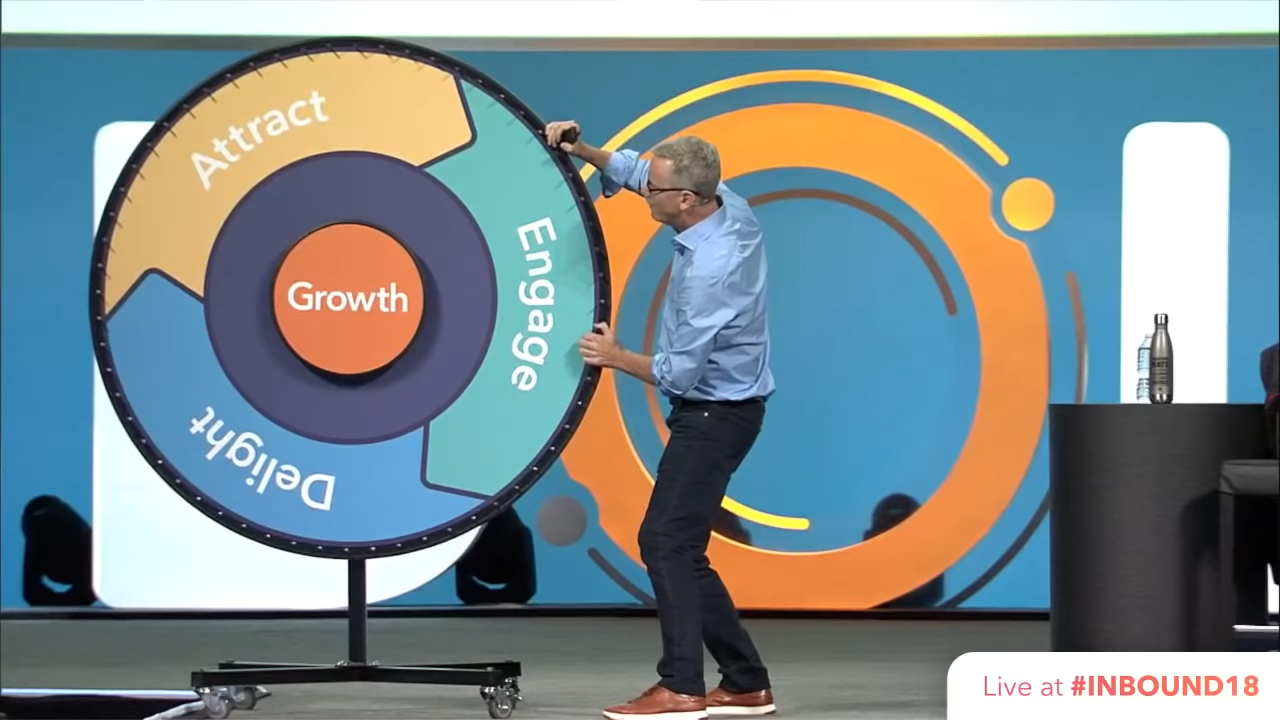 Attract
Engage
Growth
Delight
Live at #INBOUND18